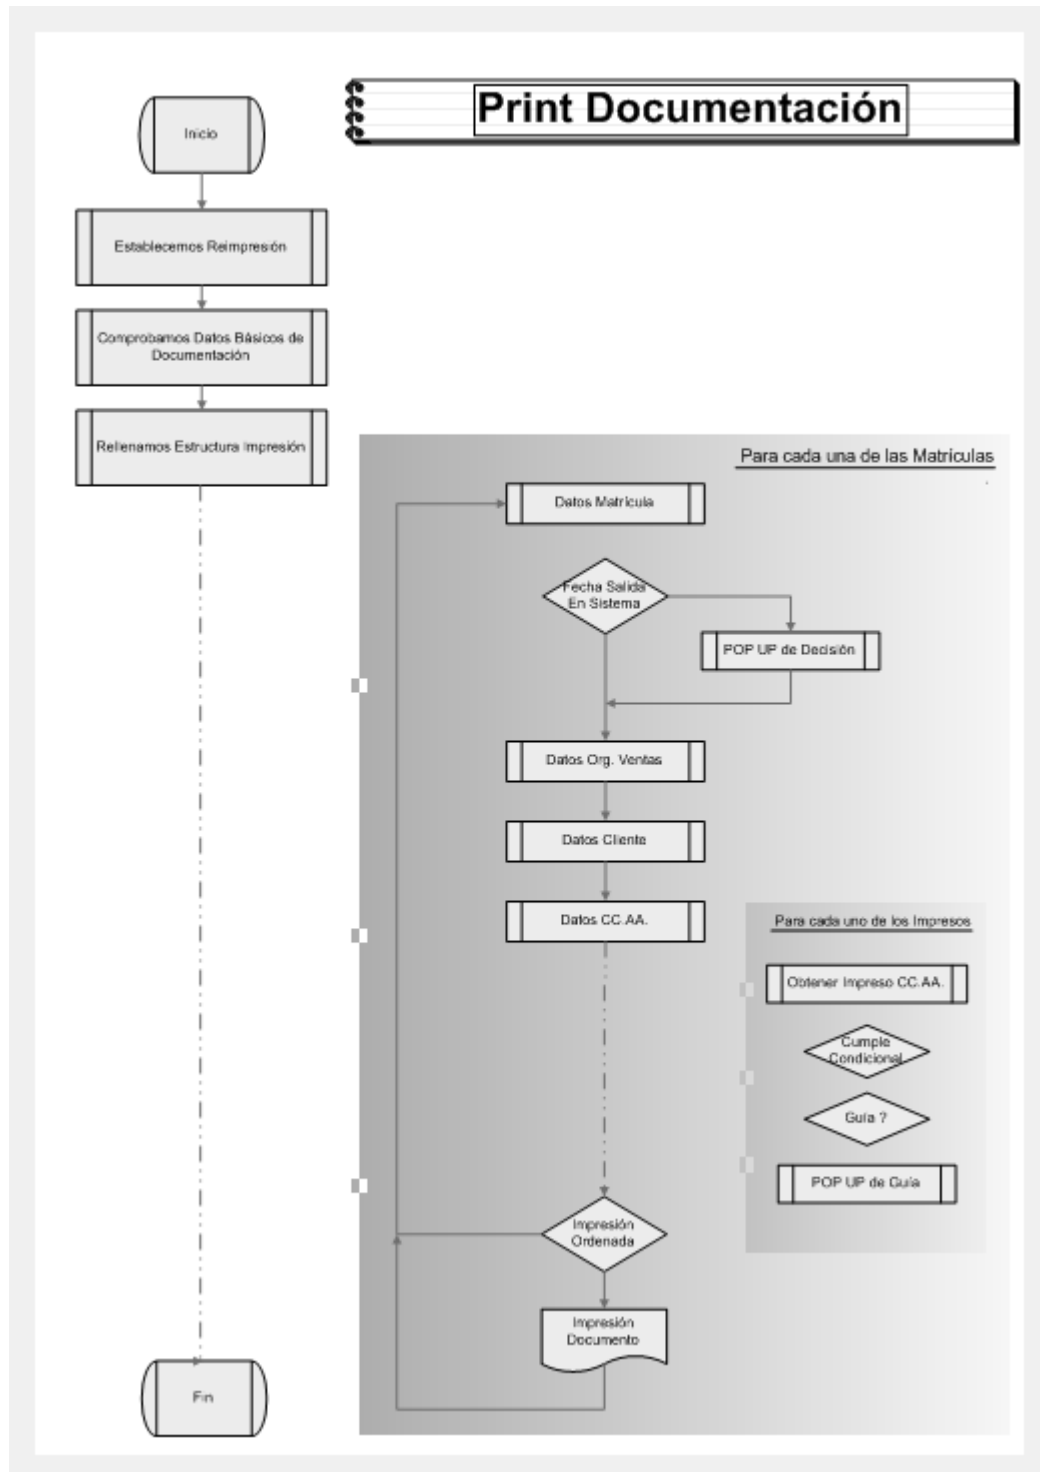 Print Documentación
Inicio
Establecemos Reimpresión
Comprobamos Datos Básicos de
Documentación
Rellenamos Estructura Impresión
Para cada una de las Matrículas
Datos Matrícula
Fecha Salida
En Sistema
POP UP de Decisión
Datos Org. Ventas
Datos Cliente
Datos CC.AA.
Para cada uno de los Impresos
Obtener Impreso CC.AA.
Cumple
Condicional
Guía ?
POP UP de Guía
Impresión
Ordenada
Impresión
Documento
Fin